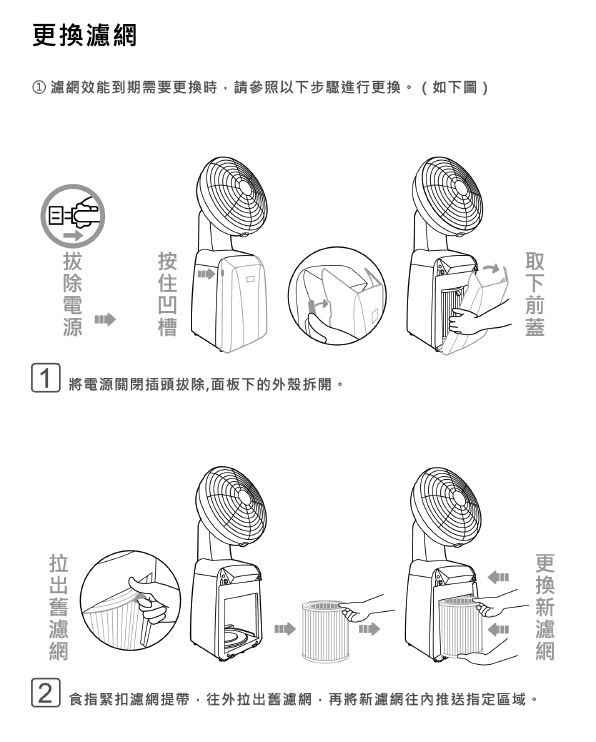 更換濾網
① 濾網效能到期需要更換時，請參照以下步驟進行更換。（如下圖）
拔除電源
按住凹槽
取下前蓋
1 將電源關閉插頭拔除,面板下的外殼拆開。
拉出舊濾網
更換新濾網
2 食指緊扣濾網提帶，往外拉出舊濾網，再將新濾網往內推送指定區域。